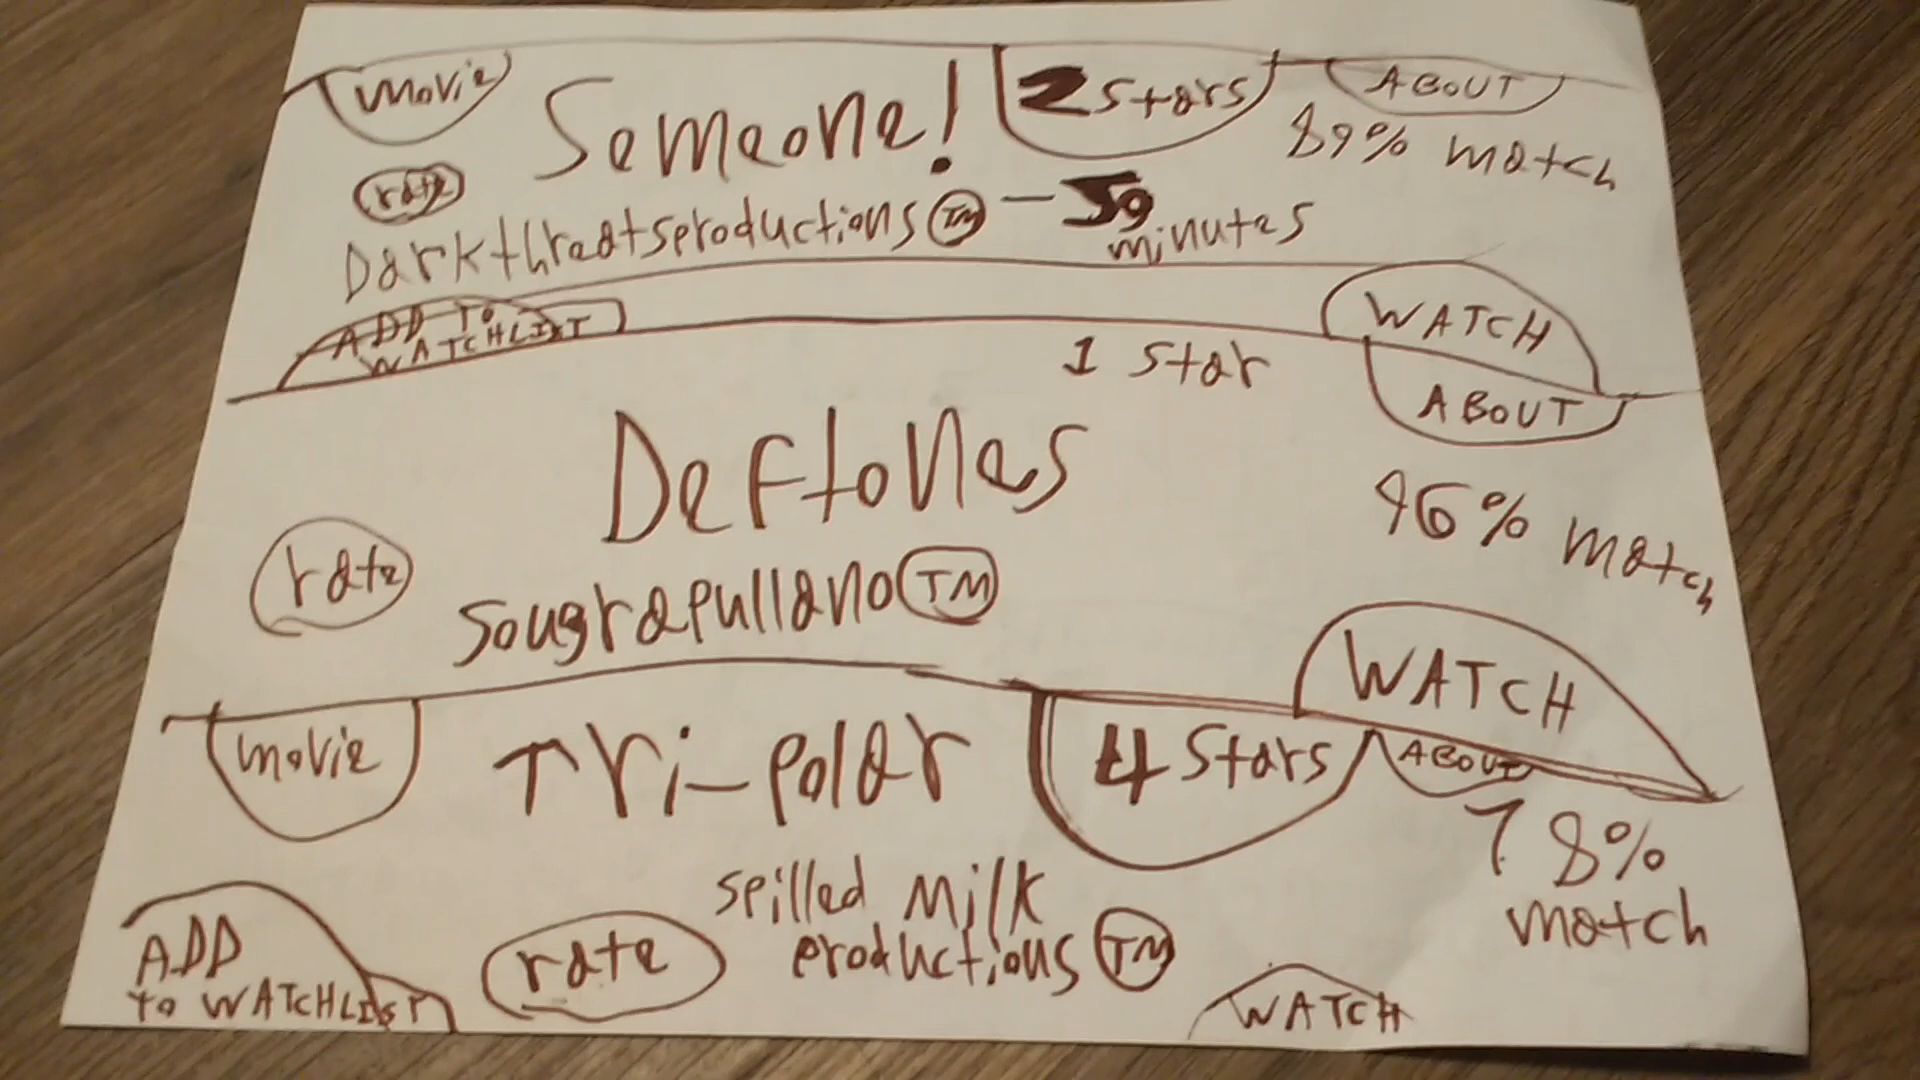 movie
Someone!
2 Stars
ABOUT
89% match
rate
Darkthreatsproductions TM - 59 minutes
ADD TO WATCHLIST
WATCH
1 Star
ABOUT
Deftones
96% match
rate
sougrapullano TM
WATCH
movie
Tri-polar
4 Stars
ABOUT
78% match
spilled milk
productions TM
ADD
TO WATCHLIST
rate
WATCH